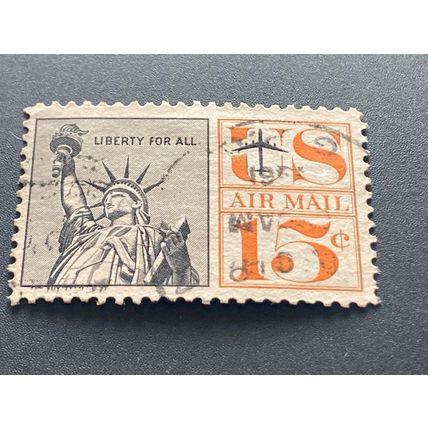 LIBERTY FOR ALL
US
AIR MAIL
15¢